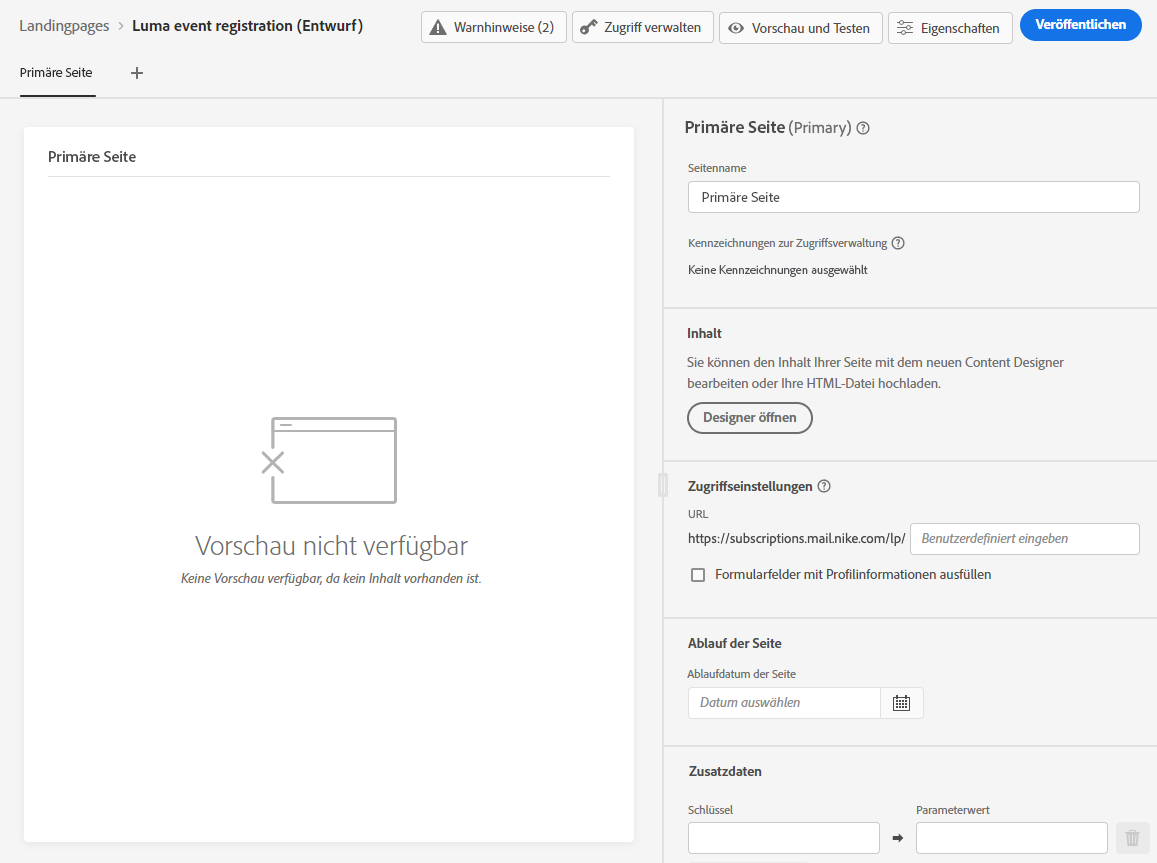 Landingpages > Luma event registration (Entwurf)
Warnhinweise (2)
Zugriff verwalten
Vorschau und Testen
Eigenschaften
Veröffentlichen
Primäre Seite
Primäre Seite
Vorschau nicht verfügbar
Keine Vorschau verfügbar, da kein Inhalt vorhanden ist.
Primäre Seite (Primary)
Seitenname
Primäre Seite
Kennzeichnungen zur Zugriffsverwaltung
Keine Kennzeichnungen ausgewählt
Inhalt
Sie können den Inhalt Ihrer Seite mit dem neuen Content Designer
bearbeiten oder Ihre HTML-Datei hochladen.
Designer öffnen
Zugriffseinstellungen
URL
https://subscriptions.mail.nike.com/lp/ Benutzerdefiniert eingeben
Formularfelder mit Profilinformationen ausfüllen
Ablauf der Seite
Ablaufdatum der Seite
Datum auswählen
Zusatzdaten
Schlüssel
Parameterwert